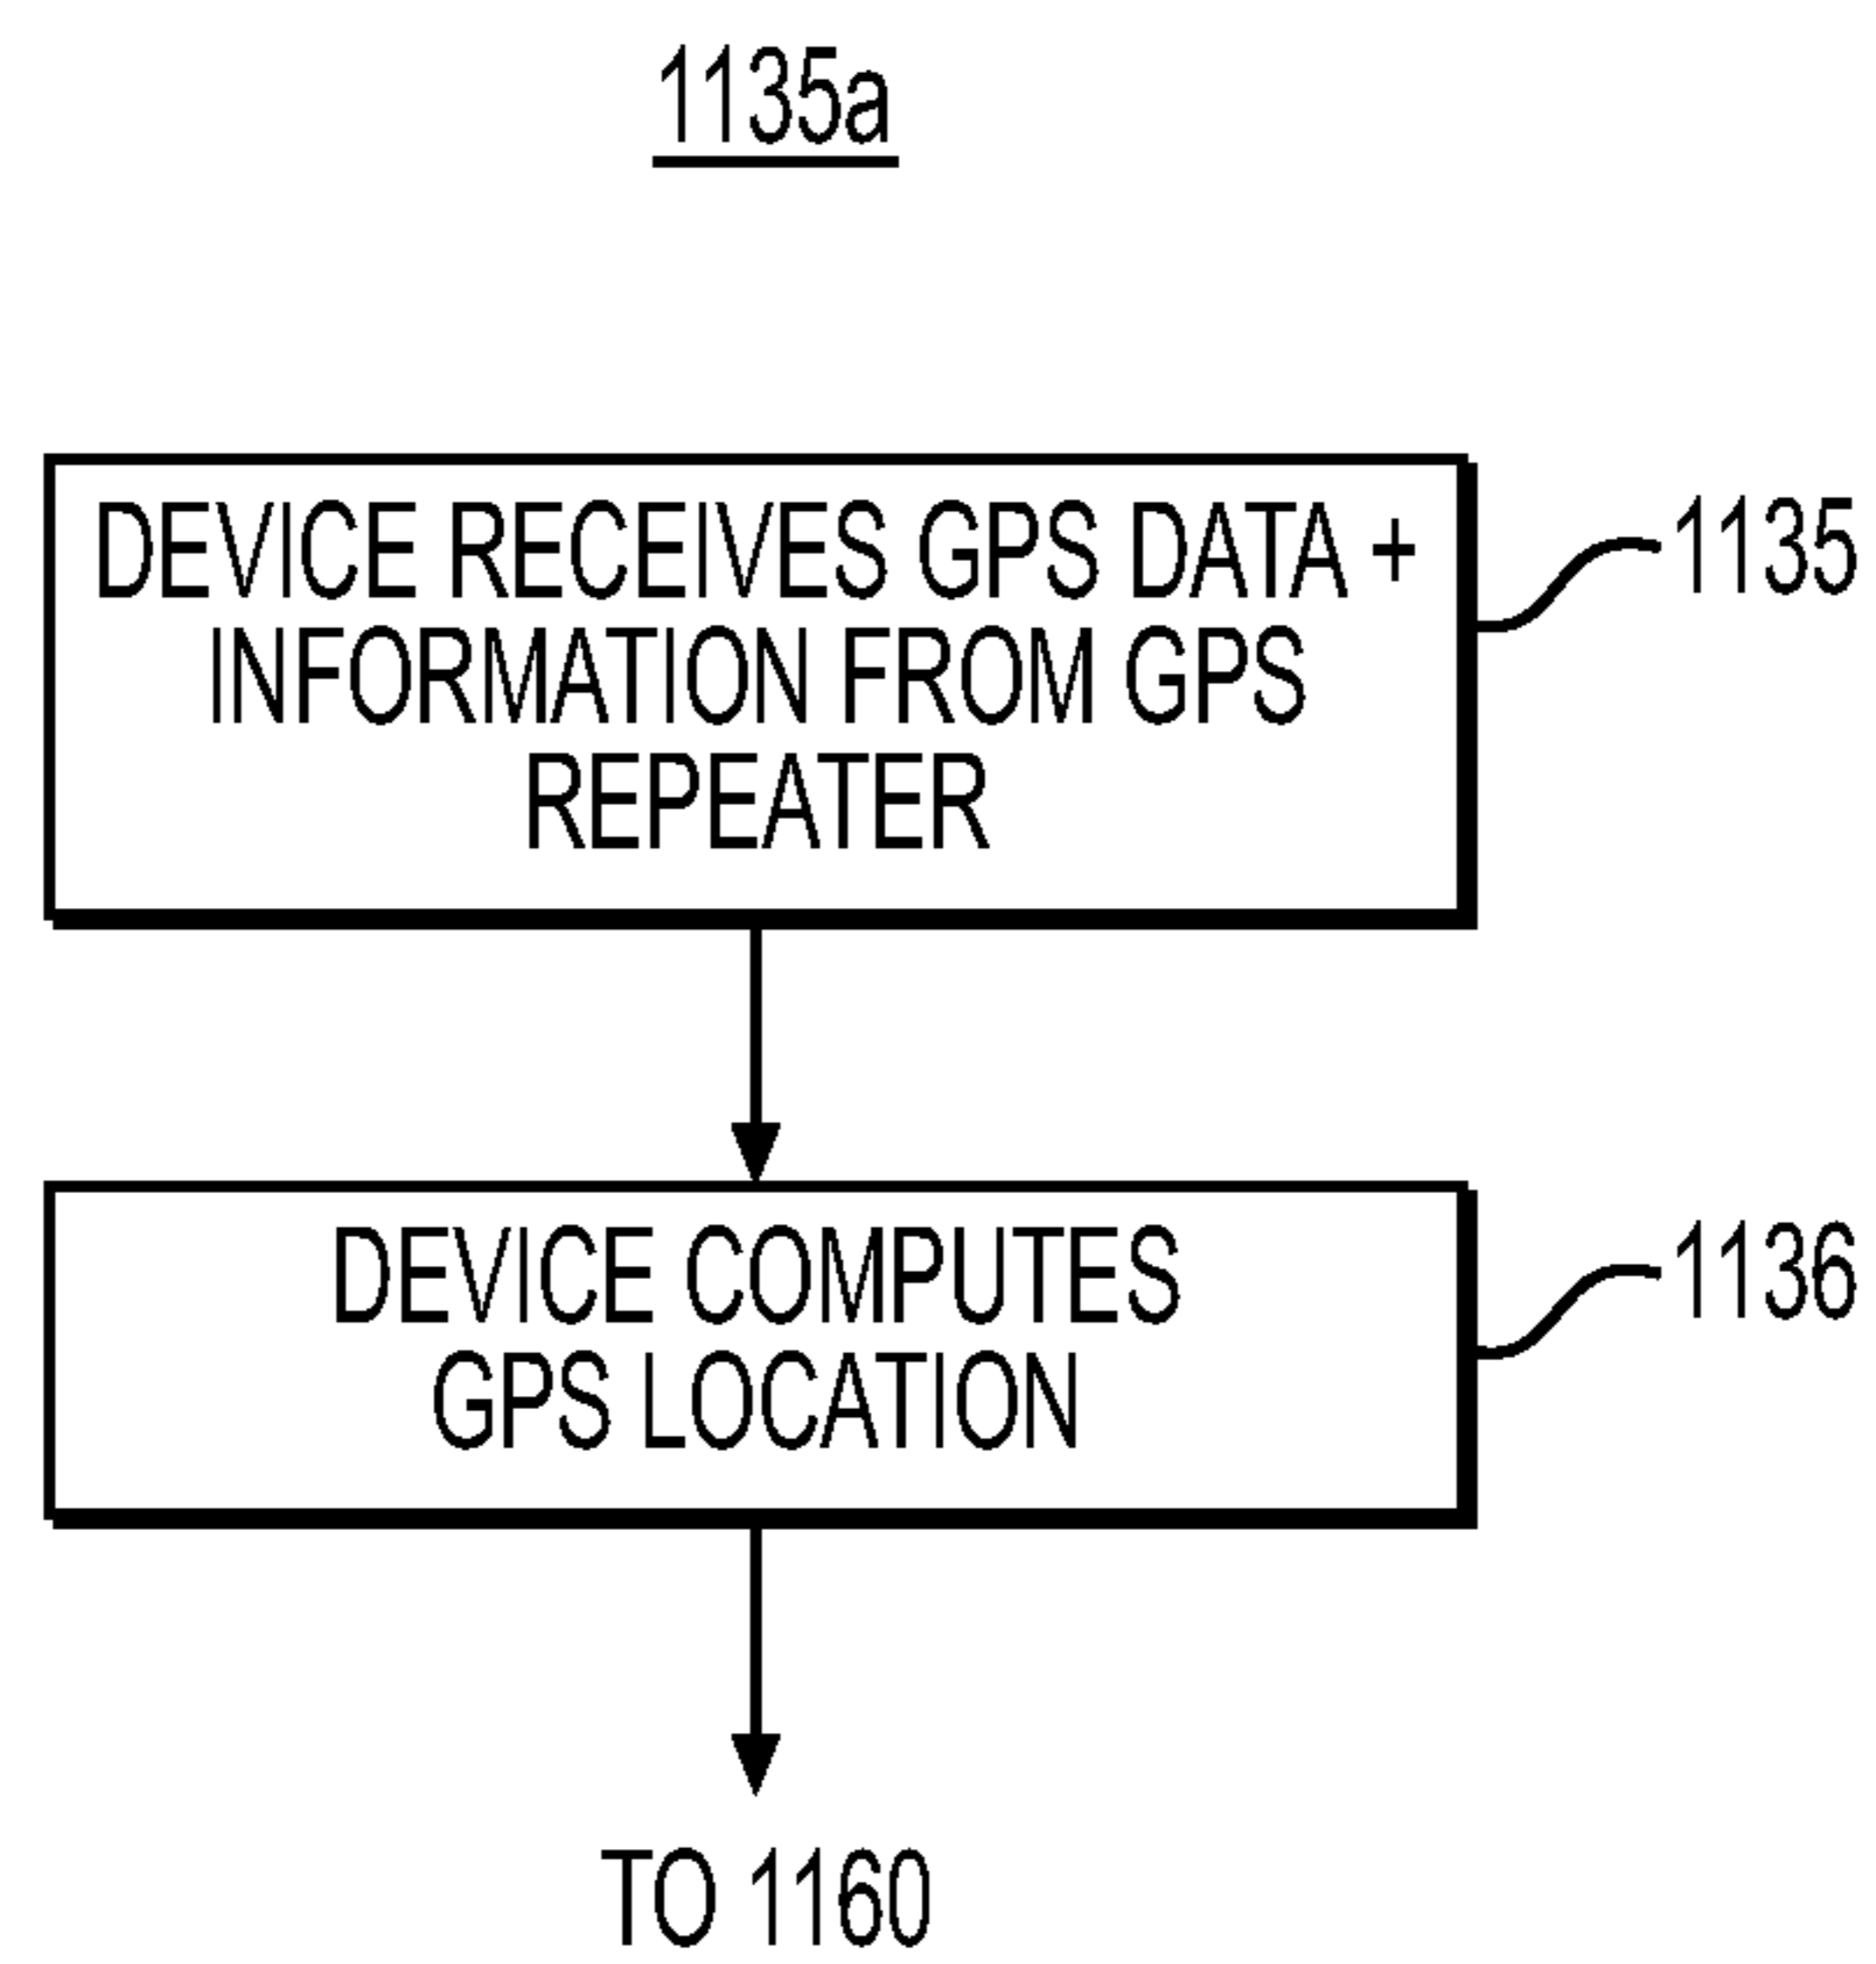 1135a
DEVICE RECEIVES GPS DATA +
INFORMATION FROM GPS
REPEATER
1135
DEVICE COMPUTES
GPS LOCATION
1136
TO 1160